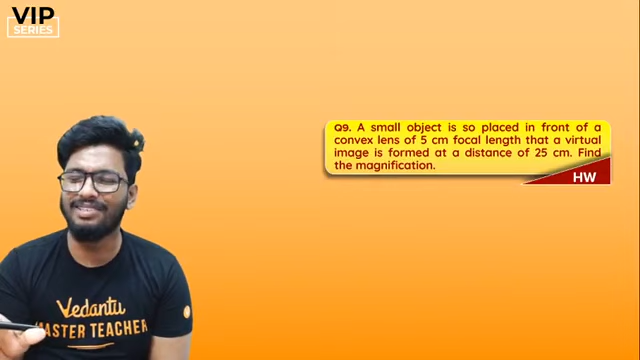 VIP
SERIES
Q9. A small object is so placed in front of a
convex lens of 5 cm focal length that a virtual
image is formed at a distance of 25 cm. Find
the magnification.
HW
Vedantu
MASTER TEACHER